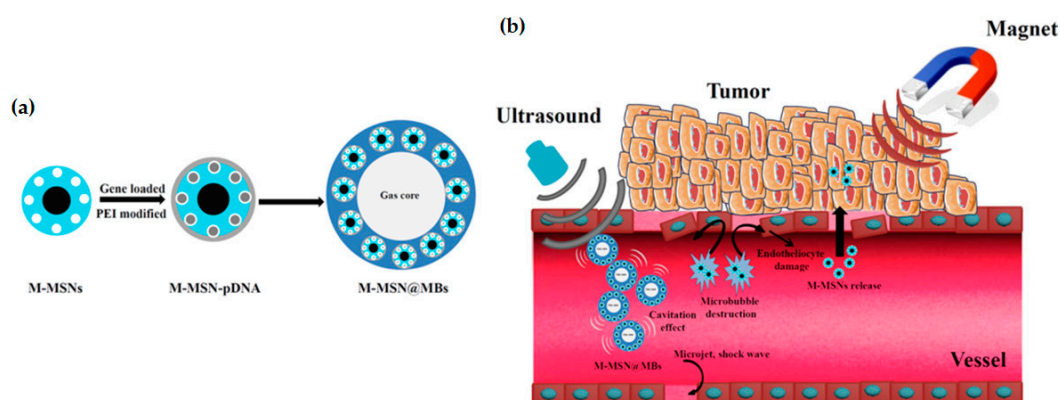 (a)
Gene loaded
PEI modified
Gas core
M-MSNs
M-MSN-pDNA
M-MSN@MBs
(b)
Magnet
Tumor
Ultrasound
Endotheliocyte
damage
M-MSNs release
Microbubble
destruction
Cavitation
effect
M-MSN@MBs
Microjet, shock wave
Vessel